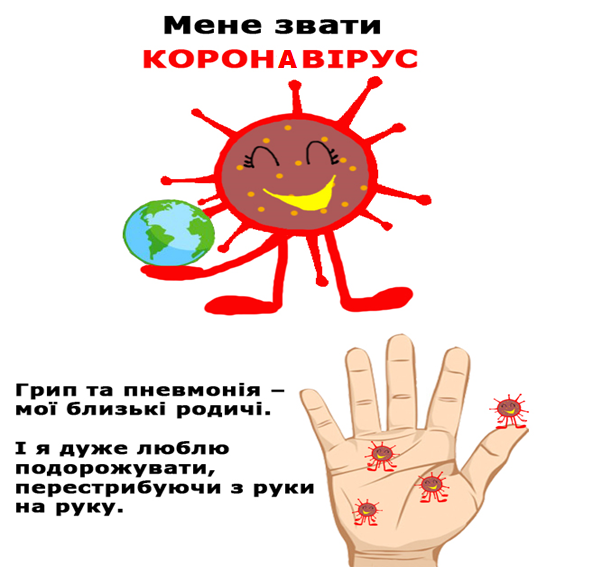 Мене звати
КОРОНАВІРУС
Грип та пневмонія –
мої близькі родичі.
І я дуже люблю
подорожувати,
перестрибуючи з руки
на руку.